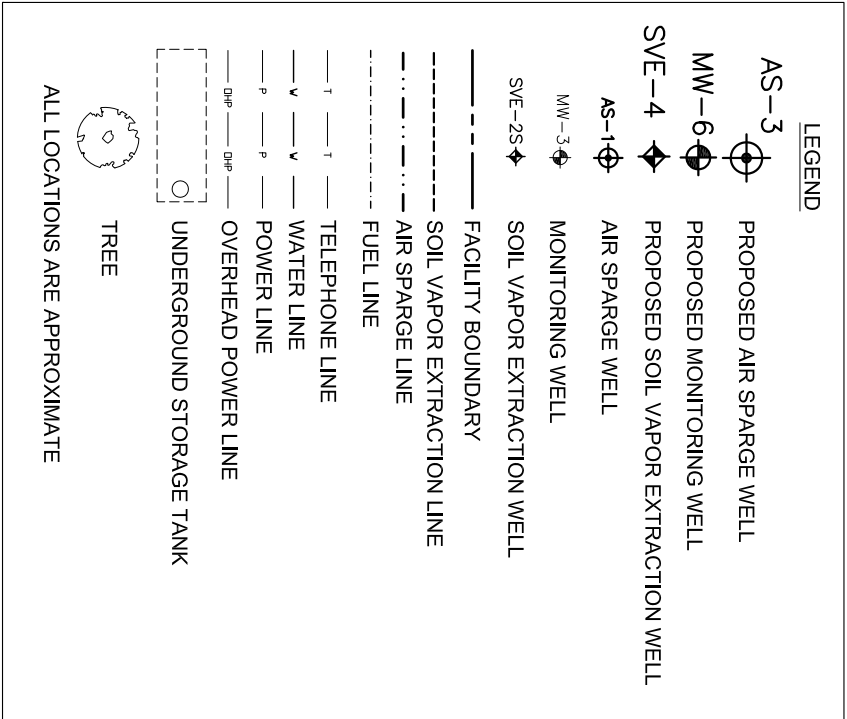 LEGEND
AS-3 PROPOSED AIR SPARGE WELL
MW-6 PROPOSED MONITORING WELL
SVE-4 PROPOSED SOIL VAPOR EXTRACTION WELL
AS-1 AIR SPARGE WELL
MW-3 MONITORING WELL
SVE-2S SOIL VAPOR EXTRACTION WELL
FACILITY BOUNDARY
SOIL VAPOR EXTRACTION LINE
AIR SPARGE LINE
FUEL LINE
T T TELEPHONE LINE
W W WATER LINE
P P POWER LINE
OHP OHP OVERHEAD POWER LINE
UNDERGROUND STORAGE TANK
TREE
ALL LOCATIONS ARE APPROXIMATE